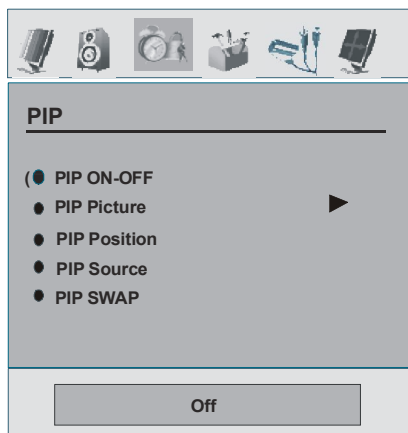 PIP
( PIP ON-OFF
PIP Picture
PIP Position
PIP Source
PIP SWAP
Off